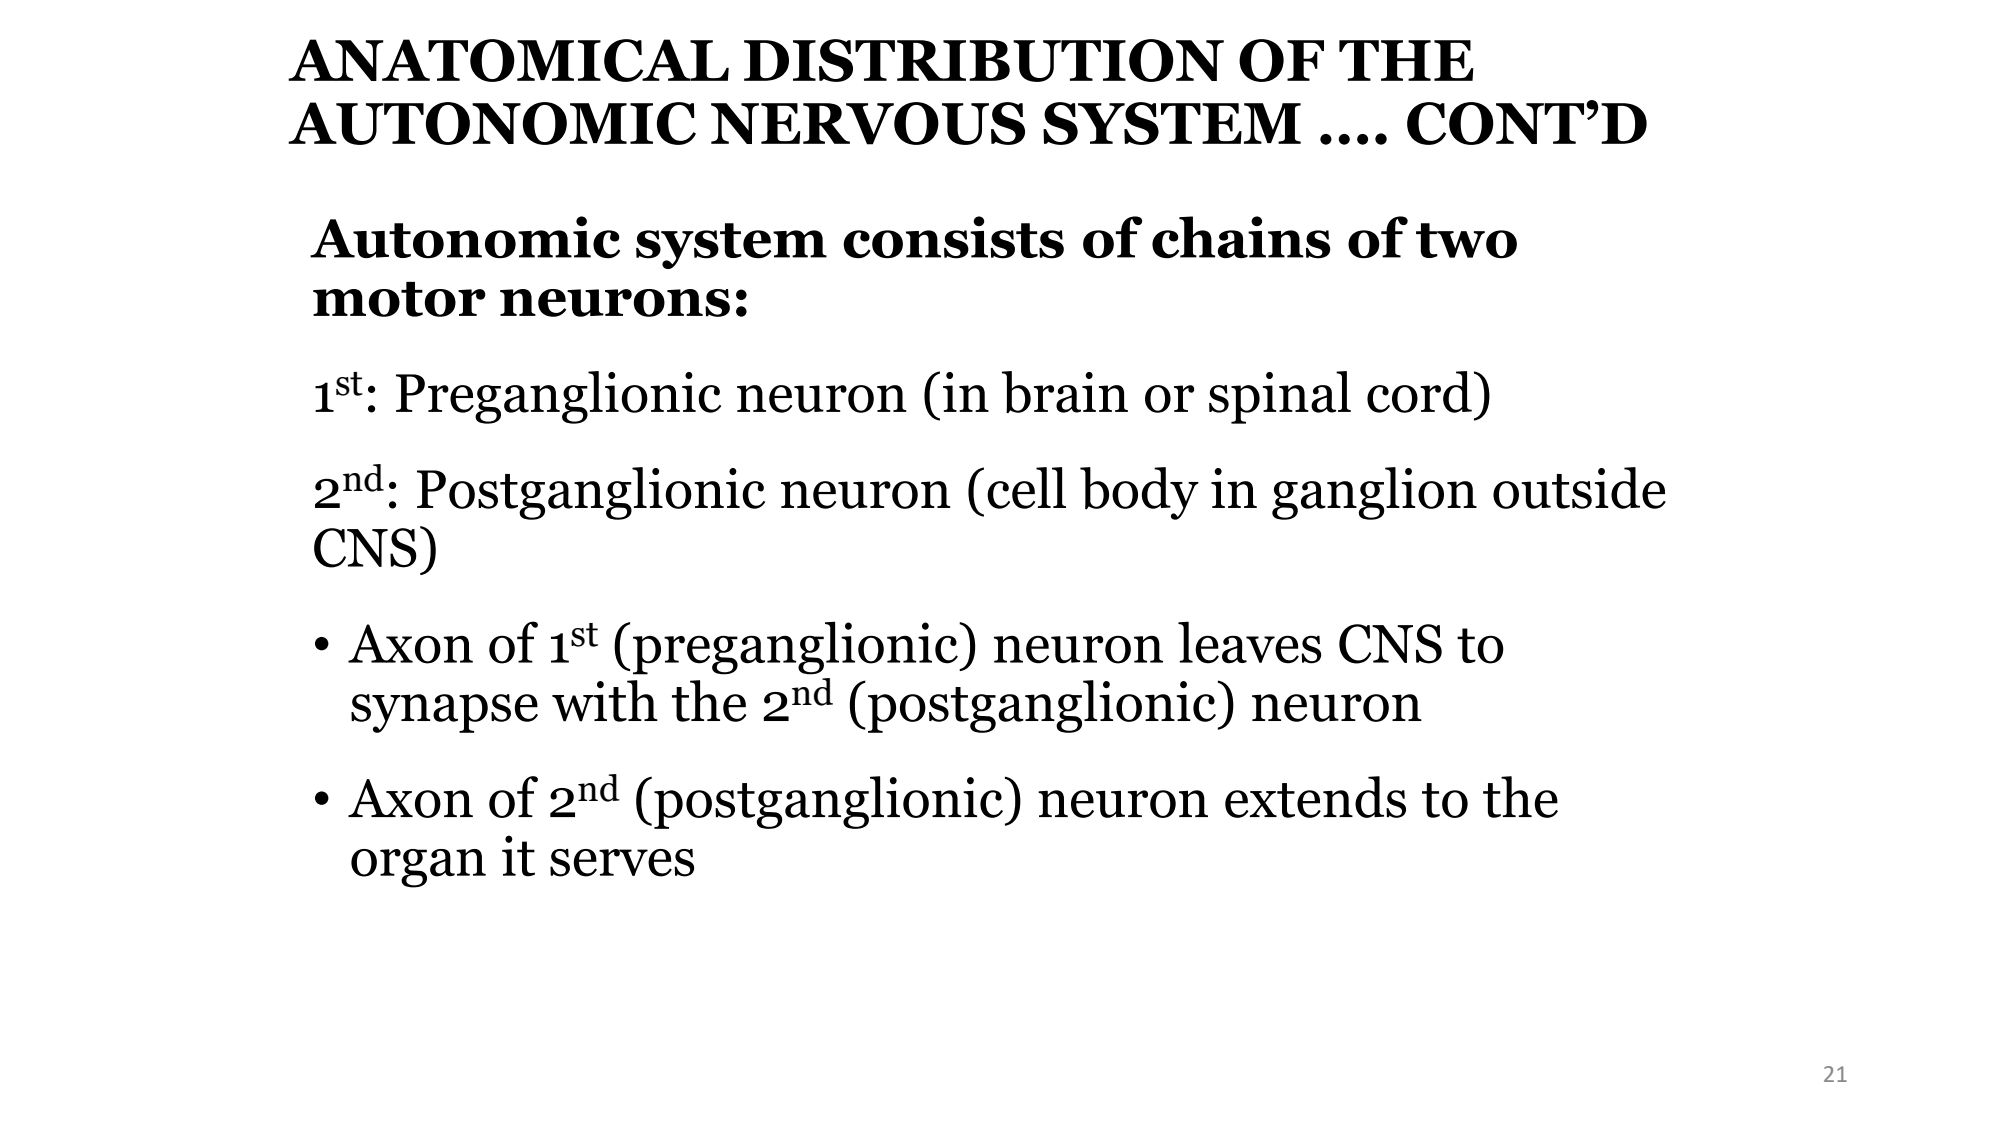 ANATOMICAL DISTRIBUTION OF THE
AUTONOMIC NERVOUS SYSTEM …. CONT’D
Autonomic system consists of chains of two
motor neurons:
1st: Preganglionic neuron (in brain or spinal cord)
2nd: Postganglionic neuron (cell body in ganglion outside
CNS)
• Axon of 1st (preganglionic) neuron leaves CNS to
synapse with the 2nd (postganglionic) neuron
• Axon of 2nd (postganglionic) neuron extends to the
organ it serves
21